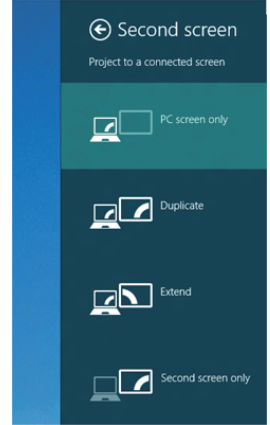 Second screen
Project to a connected screen
PC screen only
Duplicate
Extend
Second screen only